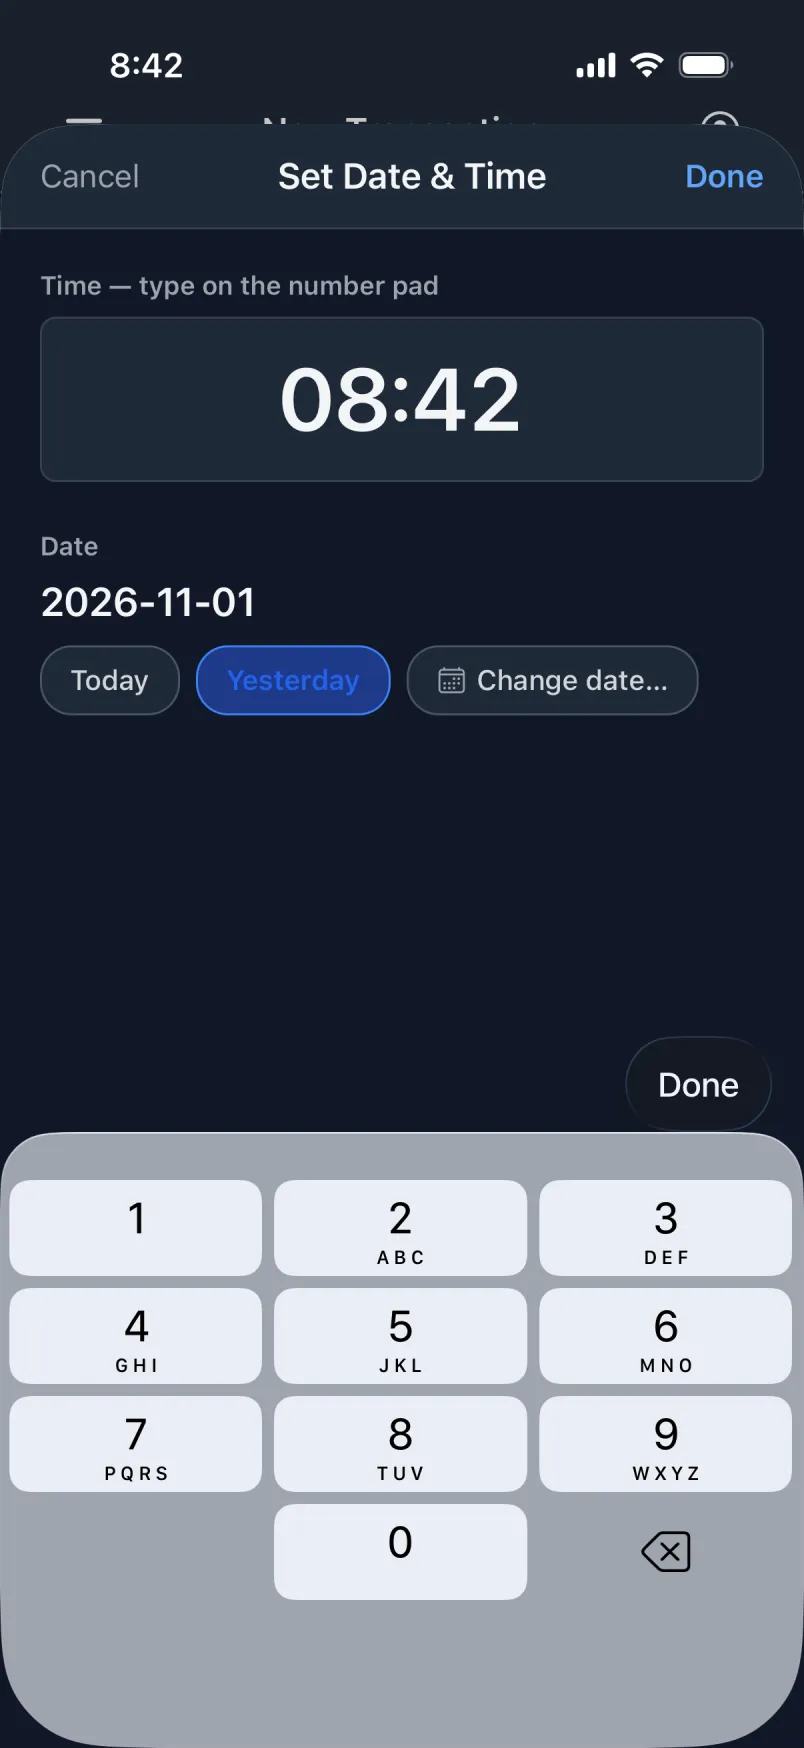 8:42
Cancel
Set Date & Time
Done
Time — type on the number pad
08:42
Date
2026-11-01
Today
Yesterday
Change date...
Done
1
2
ABC
3
DEF
4
GHI
5
JKL
6
MNO
7
PQRS
8
TUV
9
WXYZ
0